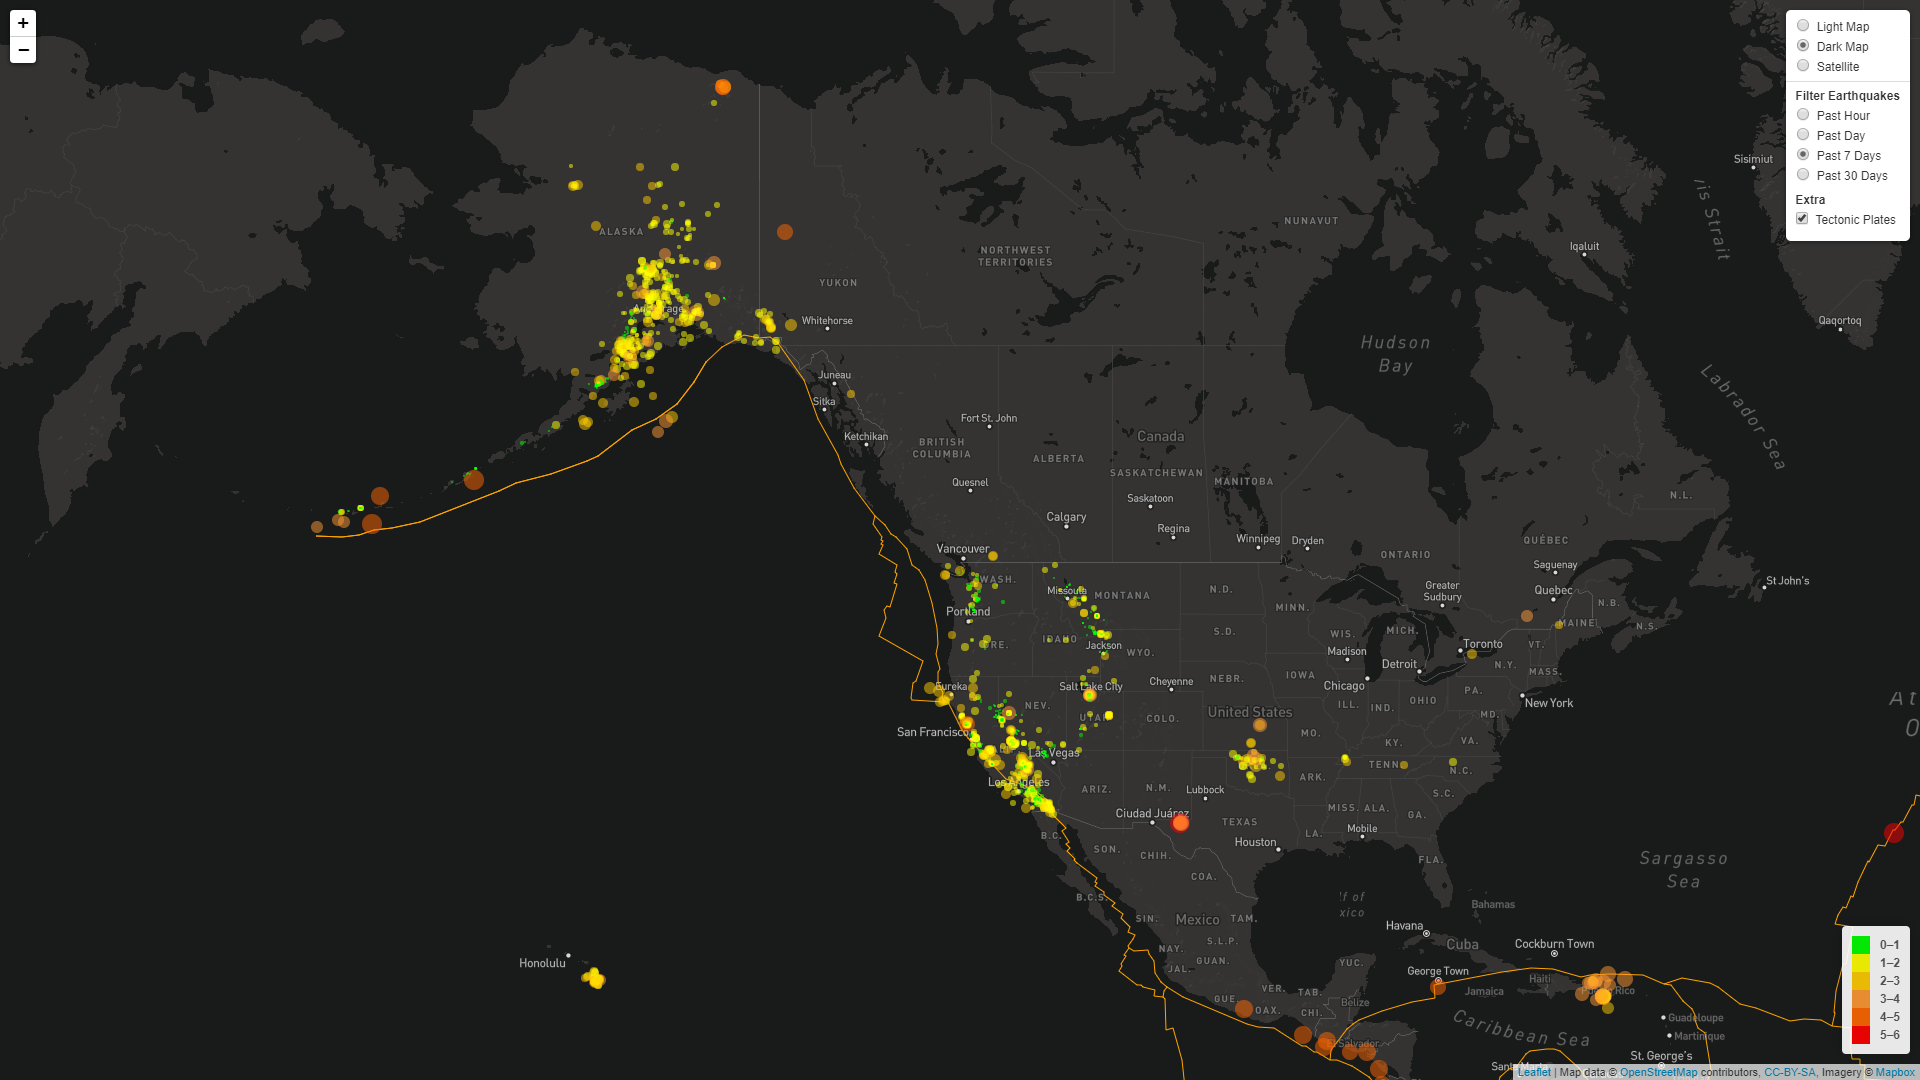 +
−
Light Map
Dark Map
Satellite
Filter Earthquakes
Past Hour
Past Day
Past 7 Days
Past 30 Days
Extra
Tectonic Plates
Sisimiut
vis Strait
NUNAVUT
ALASKA
Iqaluit
NORTHWEST
TERRITORIES
YUKON
Whitehorse
Qaqortoq
Hudson
Bay
Juneau
Labrador Sea
Sitka
Fort St. John
Ketchikan
Canada
BRITISH
COLUMBIA
ALBERTA
SASKATCHEWAN
MANITOBA
Quesnel
Saskatoon
N.L.
Calgary
Regina
Winnipeg
Dryden
QUÉBEC
Vancouver
ONTARIO
Saguenay
WASH.
St John's
Missoula
MONTANA
N.D.
Greater
Sudbury
Quebec
N.B.
Portland
MINN.
MAINE
N.S.
S.D.
WIS.
MICH.
IDAHO
ORE.
Jackson
WYO.
Madison
Toronto
VT.
Detroit
N.Y.
MASS.
Eureka
Salt Lake City
Cheyenne
NEBR.
IOWA
Chicago
PA.
NEV.
OHIO
New York
At
UTAH
COLO.
United States
ILL.
IND.
MD.
O
San Francisco
MO.
KY.
VA.
Las Vegas
TENN.
N.C.
Los Angeles
ARIZ.
N.M.
Lubbock
ARK.
S.C.
Ciudad Juárez
TEXAS
MISS.
ALA.
GA.
B.C.
Houston
LA.
Mobile
SON.
CHIH.
FLA.
Sargasso
Sea
COA.
B.C.S.
lf of
xico
Bahamas
SIN.
Mexico
TAM.
Havana
NAY.
S.L.P.
Cuba
Cockburn Town
Honolulu
JAL.
GUAN.
YUC.
George Town
Haiti
VER.
TAB.
Jamaica
GUE.
OAX.
CHI.
Belize
Caribbean Sea
Guadeloupe
Martinique
El Salvador
St. George's
0–1
1–2
2–3
3–4
4–5
5–6
Leaflet | Map data © OpenStreetMap contributors, CC-BY-SA, Imagery © Mapbox